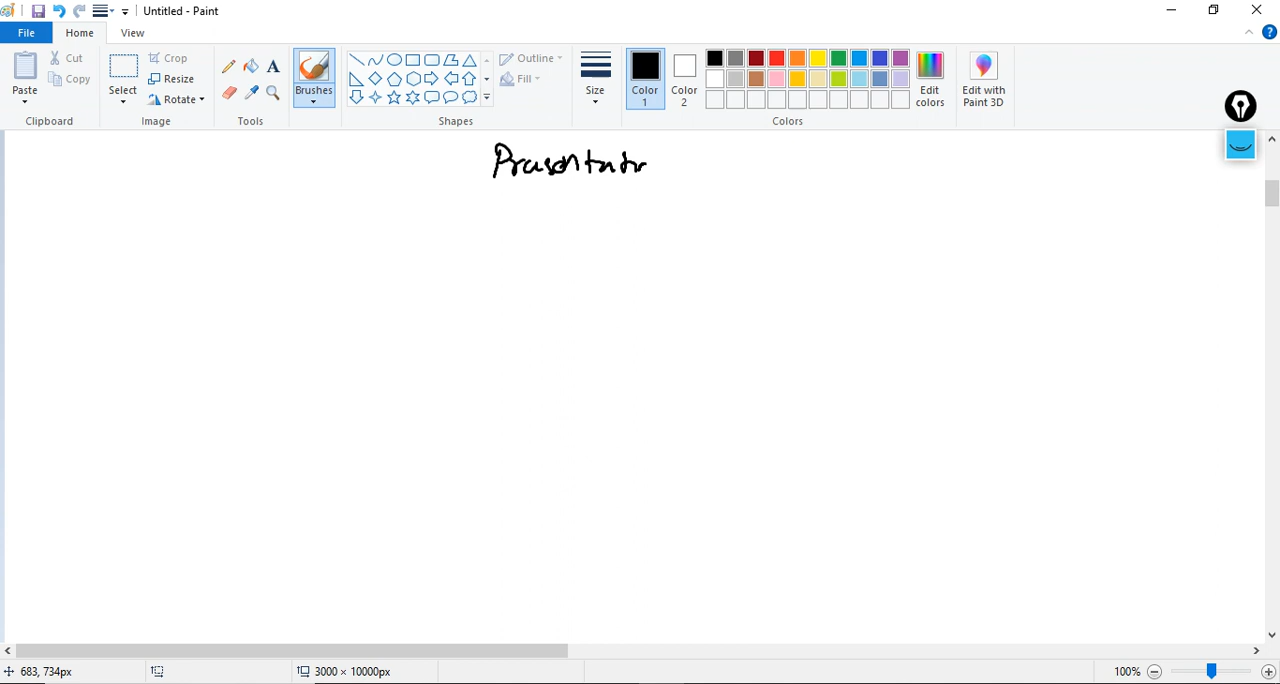 Untitled - Paint
File Home View
Paste
Cut
Copy
Clipboard
Select
Crop
Resize
Rotate
Image
Tools
Brushes
Shapes
Outline
Fill
Size
Color 1
Color 2
Colors
Edit colors
Edit with Paint 3D
683, 734px
3000 × 10000px
100%